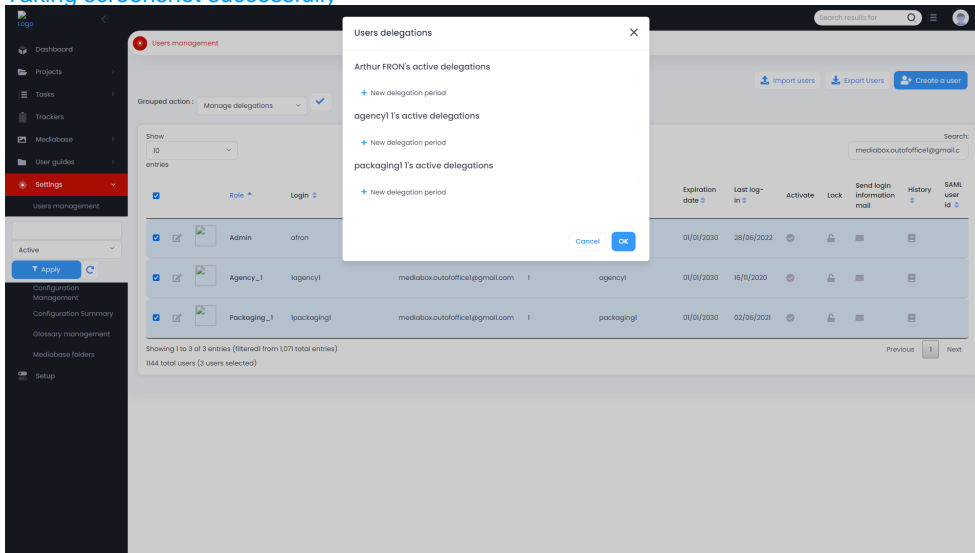 Taking screenshot successfully
Logo
Search results for
Dashboard
Projects
Tasks
Trackers
Mediabase
User guides
Settings
Users management
Active
Apply
Configuration
Management
Configuration Summary
Glossary management
Mediabase folders
Setup
Users management
Import users
Export Users
Create a user
Grouped action :
Manage delegations
Show
10
entries
Search:
mediabox.outofoffice1@gmail.c
Users delegations
Arthur FRON's active delegations
+ New delegation period
agency1 1's active delegations
+ New delegation period
packaging1 1's active delegations
+ New delegation period
Cancel
OK
Role
Login
Expiration
date
Last log-
in
Activate
Lock
Send login
information
mail
History
SAML
user
id
Admin afron 01/01/2030 28/06/2022
Agency_1 1agency1 mediabox.outofoffice1@gmail.com 1 agency1 01/01/2030 16/11/2020
Packaging_1 1packaging1 mediabox.outofoffice1@gmail.com 1 packaging1 01/01/2030 02/06/2021
Showing 1 to 3 of 3 entries (filtered1 from 1,071 total entries)
1144 total users (3 users selected)
Previous 1 Next